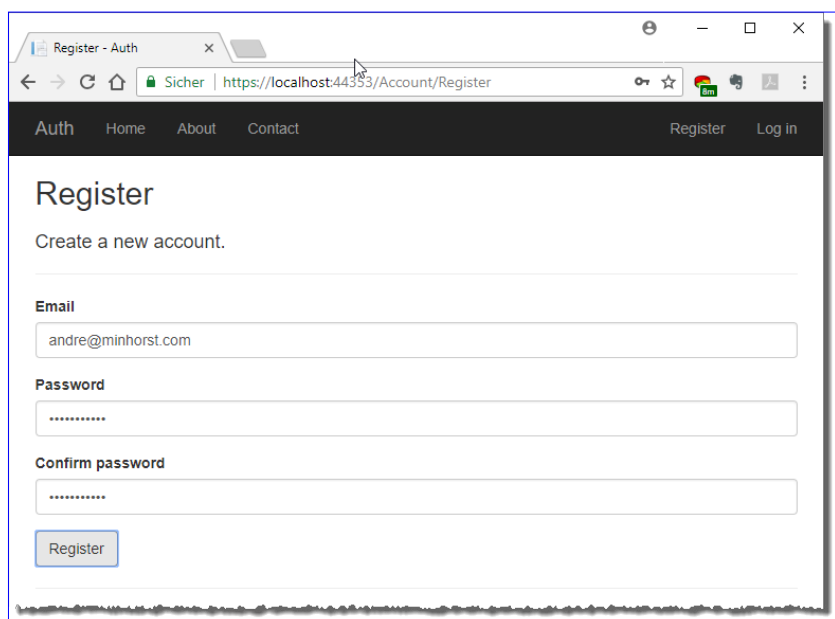 Register - Auth
Sicher | https://localhost:44353/Account/Register
8m
Auth Home About Contact Register Log in
Register
Create a new account.
Email
andre@minhorst.com
Password
•••••••••••
Confirm password
•••••••••••
Register